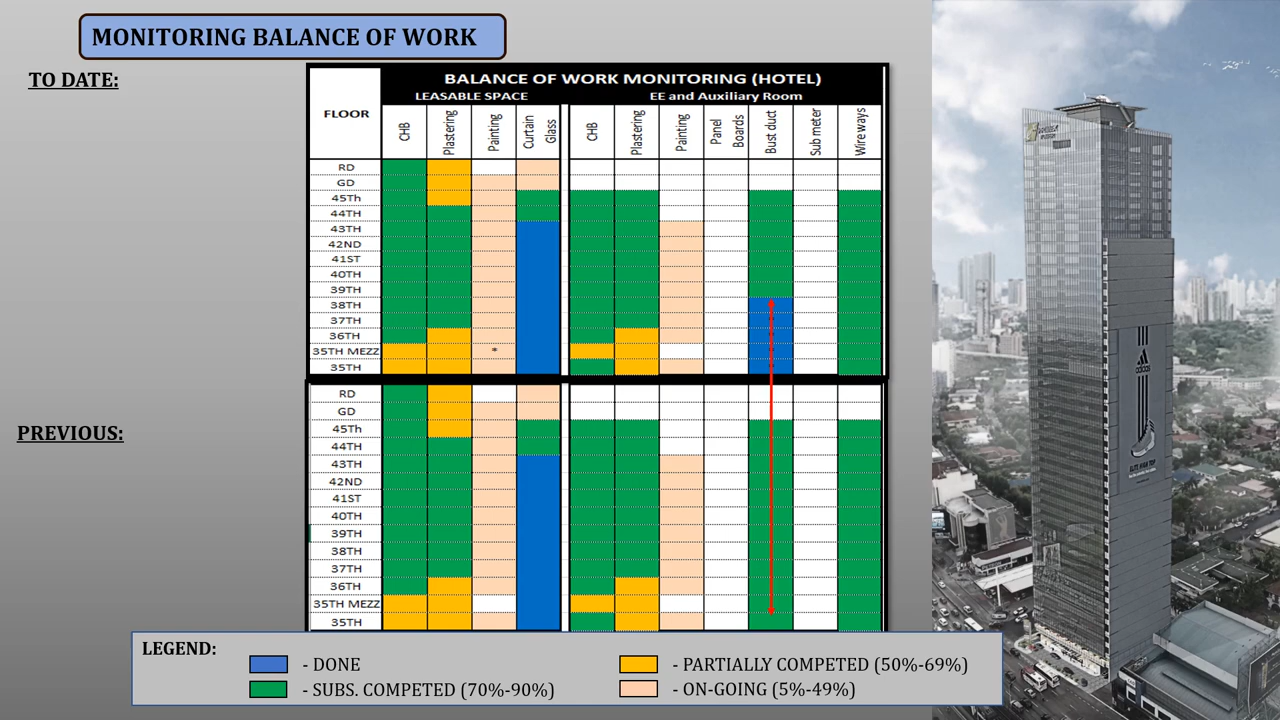 MONITORING BALANCE OF WORK
TO DATE:
BALANCE OF WORK MONITORING (HOTEL)
LEASABLE SPACE EE and Auxiliary Room
FLOOR CHB Plastering Painting Curtain Glass CHB Plastering Painting Panel Boards Bust duct Sub meter Wire ways
RD
GD
45Th
44TH
43TH
42ND
41ST
40TH
39TH
38TH
37TH
36TH
35TH MEZZ *
35TH
PREVIOUS:
RD
GD
45Th
44TH
43TH
42ND
41ST
40TH
39TH
38TH
37TH
36TH
35TH MEZZ
35TH
LEGEND:
- DONE - PARTIALLY COMPETED (50%-69%)
- SUBS. COMPETED (70%-90%) - ON-GOING (5%-49%)
adidas